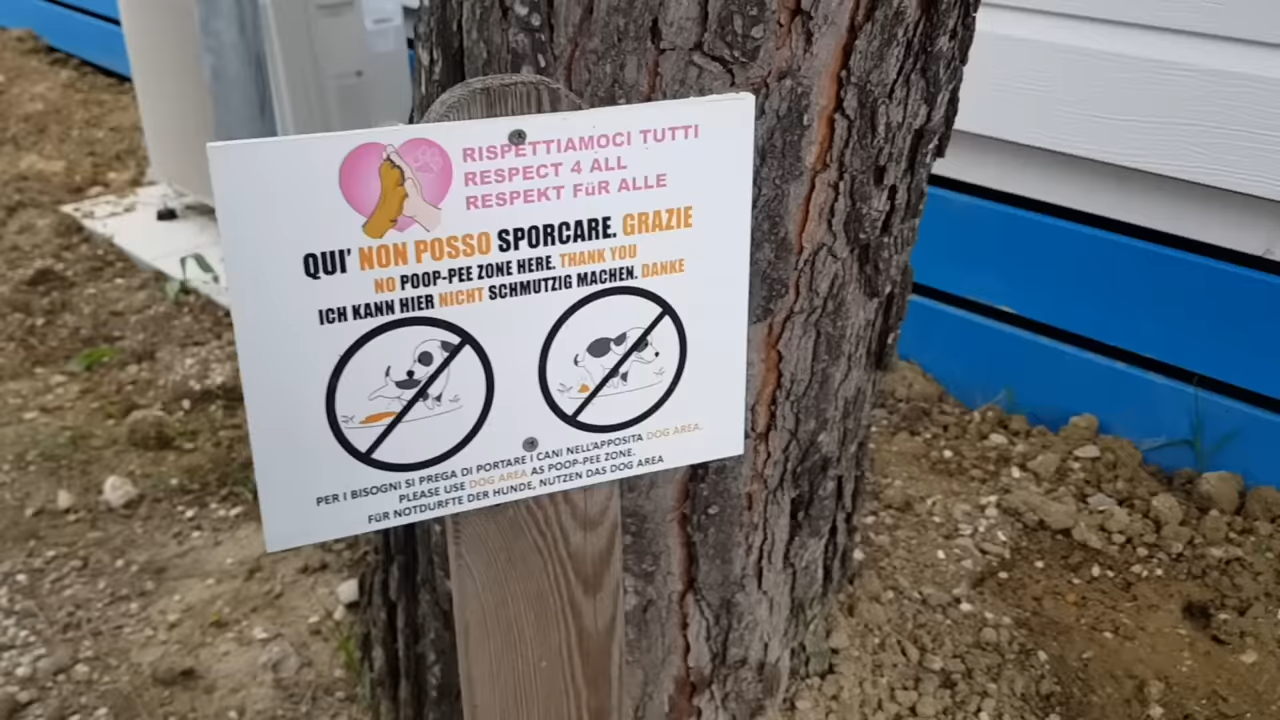 RISPETTIAMOCI TUTTI
RESPECT 4 ALL
RESPEKT FüR ALLE
QUI' NON POSSO SPORCARE. GRAZIE
NO POOP-PEE ZONE HERE. THANK YOU
ICH KANN HIER NICHT SCHMUTZIG MACHEN. DANKE
PER I BISOGNI SI PREGA DI PORTARE I CANI NELL'APPOSITA DOG AREA.
PLEASE USE DOG AREA AS POOP-PEE ZONE.
FüR NOTDURFTE DER HUNDE, NUTZEN DAS DOG AREA